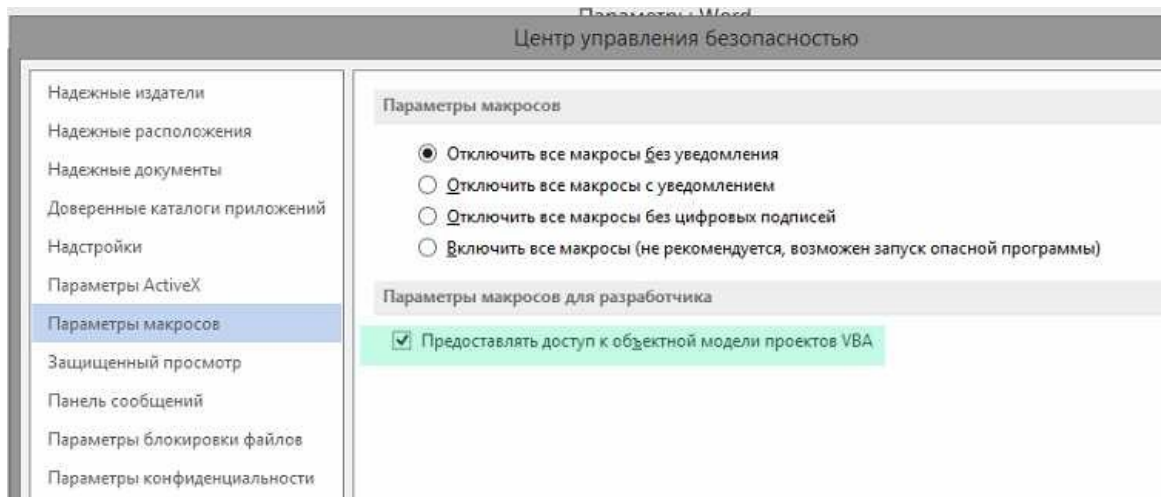 Параметры Word
Центр управления безопасностью
Надежные издатели
Надежные расположения
Надежные документы
Доверенные каталоги приложений
Надстройки
Параметры ActiveX
Параметры макросов
Защищенный просмотр
Панель сообщений
Параметры блокировки файлов
Параметры конфиденциальности
Параметры макросов
Отключить все макросы без уведомления
Отключить все макросы с уведомлением
Отключить все макросы без цифровых подписей
Включить все макросы (не рекомендуется, возможен запуск опасной программы)
Параметры макросов для разработчика
Предоставлять доступ к объектной модели проектов VBA